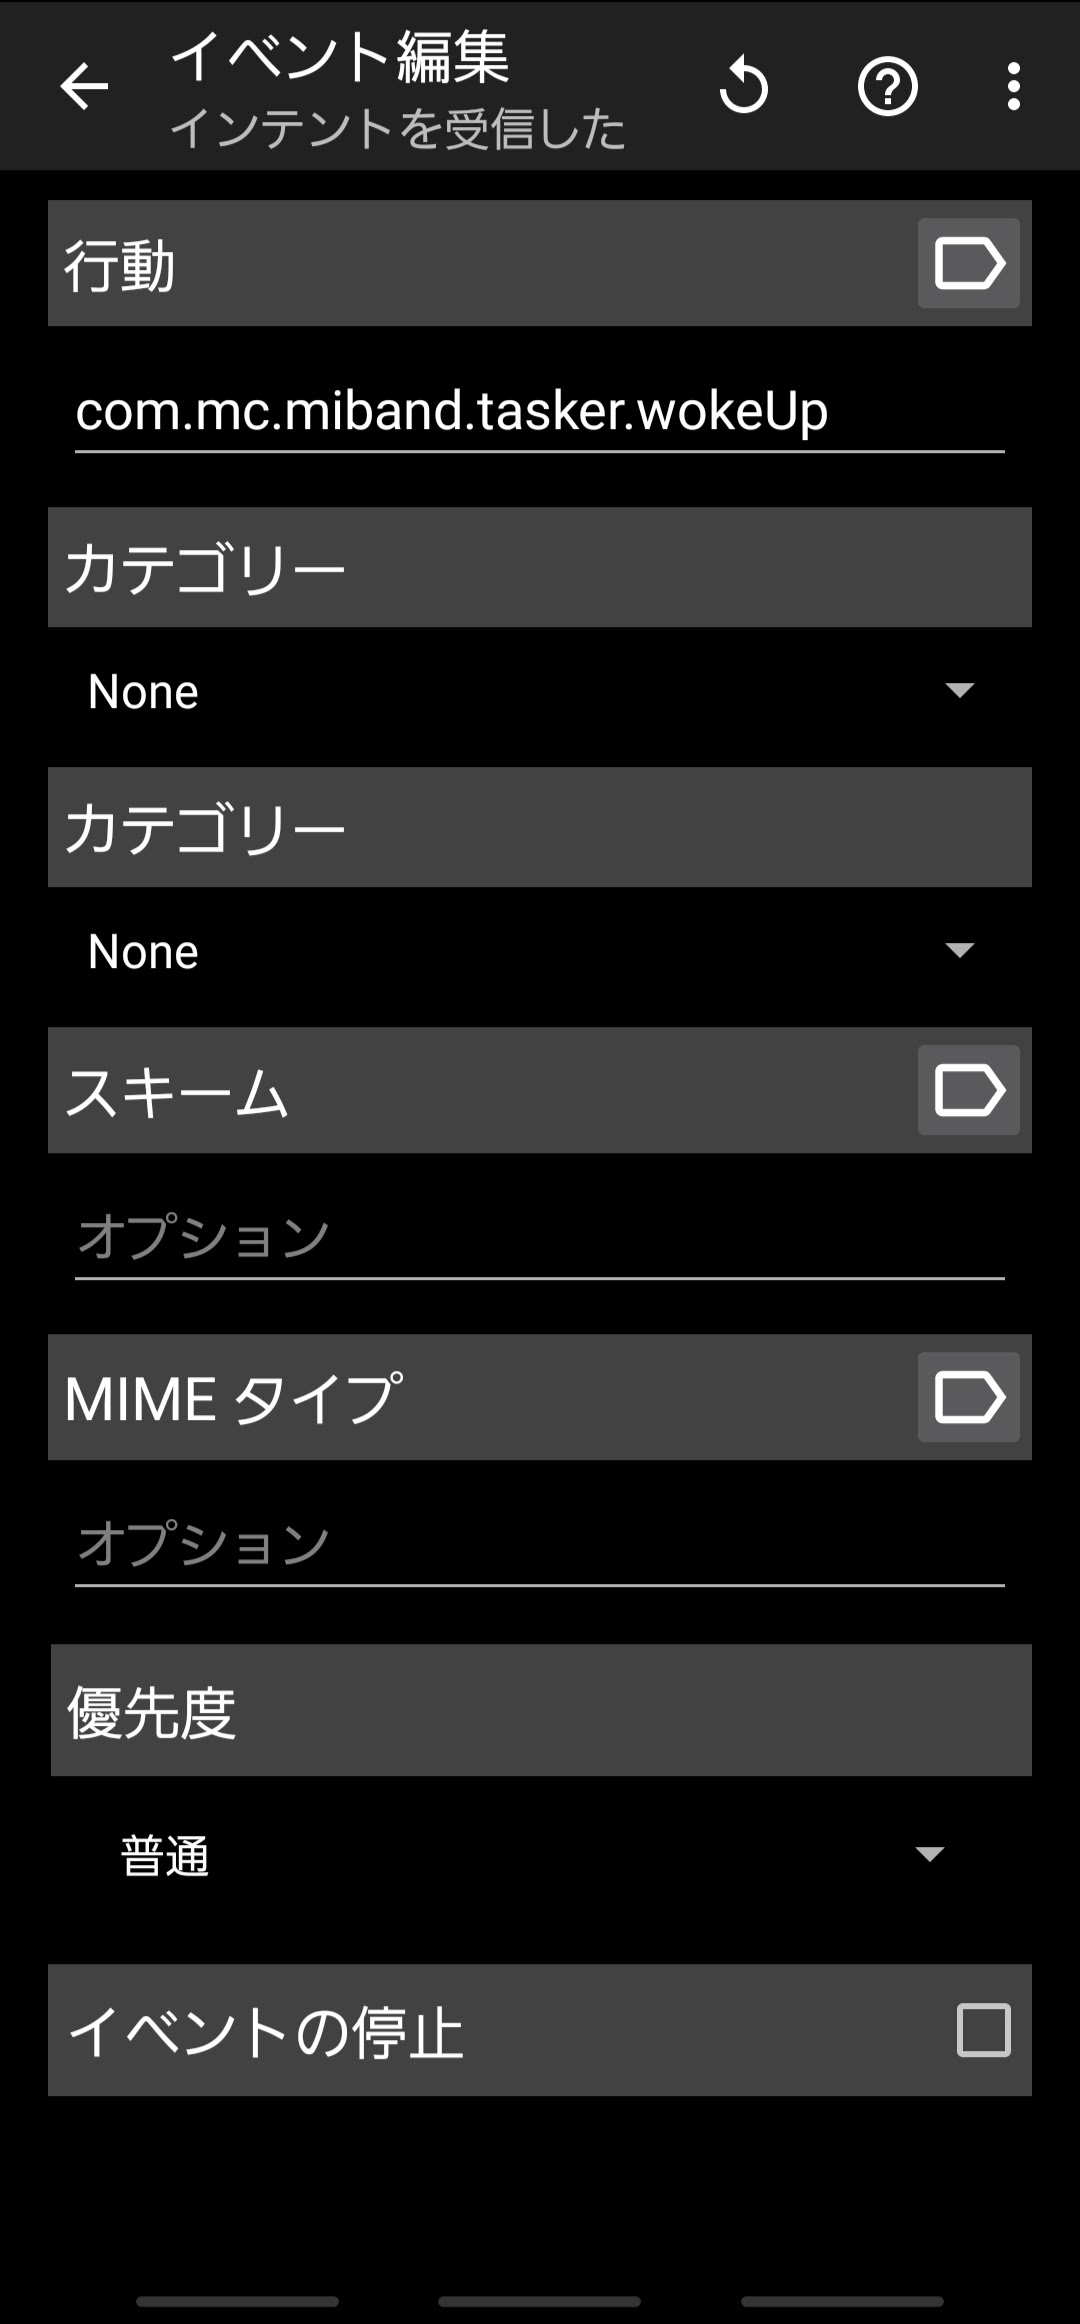 イベント編集
インテントを受信した
行動
com.mc.miband.tasker.wokeUp
カテゴリー
None
カテゴリー
None
スキーム
オプション
MIME タイプ
オプション
優先度
普通
イベントの停止